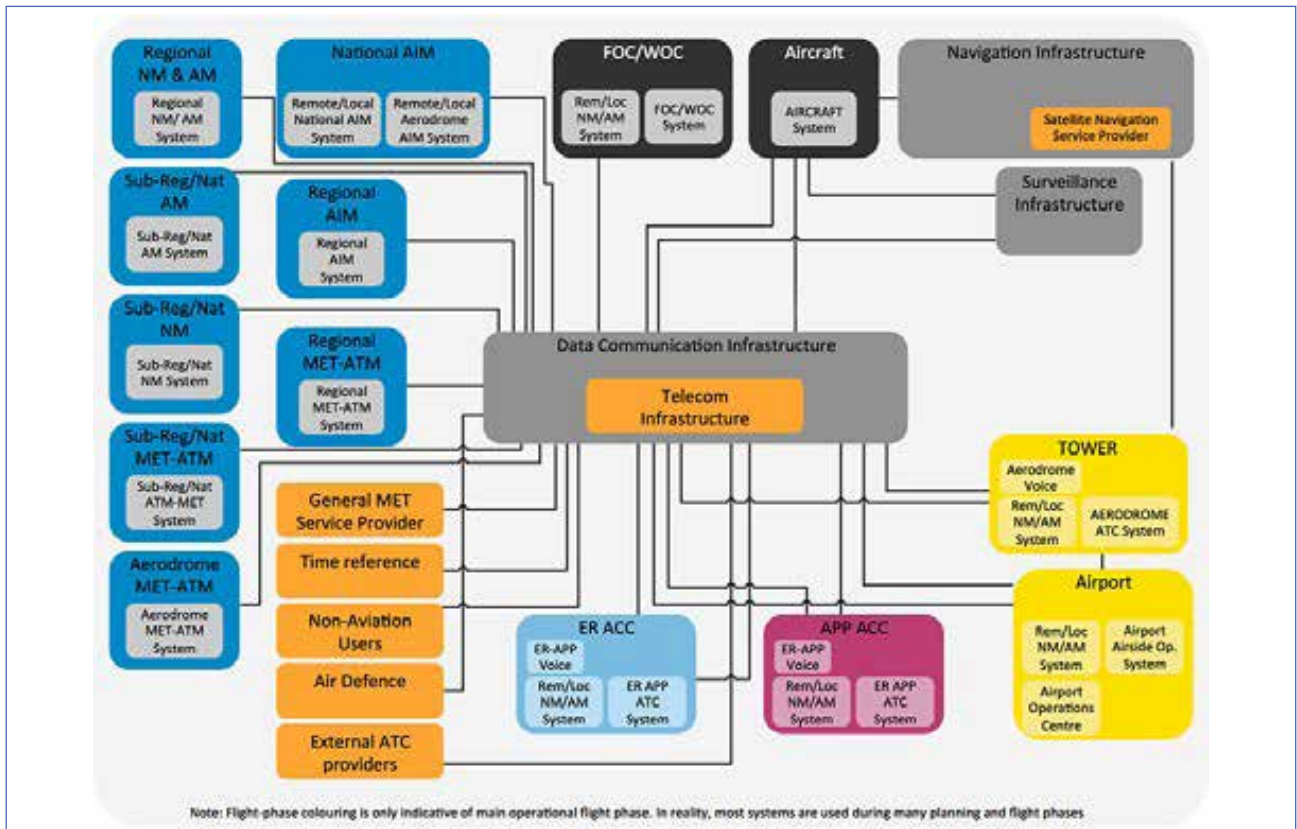 Regional
NM & AM
Regional
NM/ AM
System
National AIM
Remote/Local
National AIM
System
Remote/Local
Aerodrome
AIM System
FOC/WOC
Rem/Loc
NM/AM
System
FOC/WOC
System
Aircraft
AIRCRAFT
System
Navigation Infrastructure
Satellite Navigation
Service Provider
Sub-Reg/Nat
AM
Sub-Reg/Nat
AM System
Regional
AIM
Regional
AIM
System
Surveillance
Infrastructure
Sub-Reg/Nat
NM
Sub-Reg/Nat
NM System
Regional
MET-ATM
Regional
MET-ATM
System
Data Communication Infrastructure
Telecom
Infrastructure
Sub-Reg/Nat
MET-ATM
Sub-Reg/Nat
ATM-MET
System
General MET
Service Provider
TOWER
Aerodrome
Voice
Rem/Loc
NM/AM
System
AERODROME
ATC System
Aerodrome
MET-ATM
Aerodrome
MET-ATM
System
Time reference
Non-Aviation
Users
Air Defence
External ATC
providers
ER ACC
ER-APP
Voice
Rem/Loc
NM/AM
System
ER APP
ATC
System
APP ACC
ER-APP
Voice
Rem/Loc
NM/AM
System
ER APP
ATC
System
Airport
Rem/Loc
NM/AM
System
Airport
Airside Op.
System
Airport
Operations
Centre
Note: Flight-phase colouring is only indicative of main operational flight phase. In reality, most systems are used during many planning and flight phases